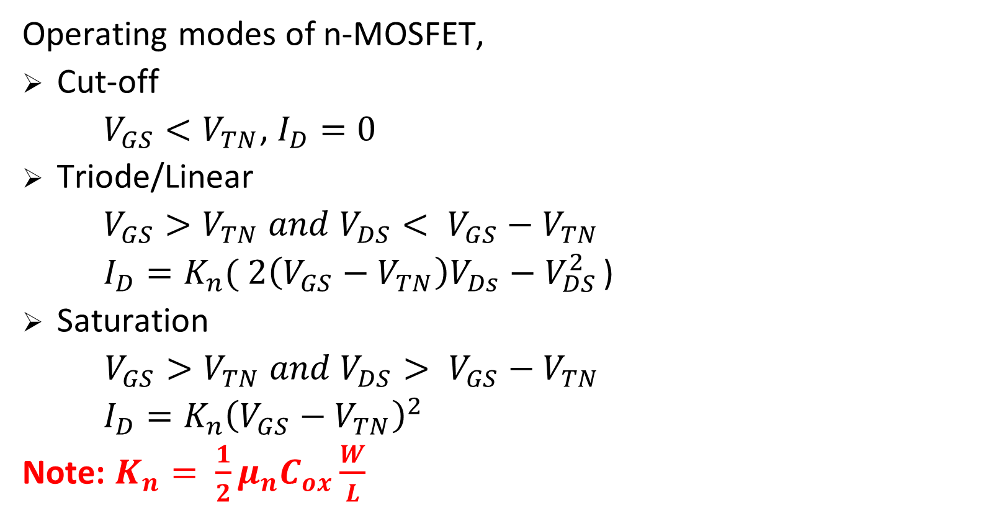 Operating modes of n-MOSFET,
➢ Cut-off
V_{GS} < V_{TN}, I_D = 0
➢ Triode/Linear
V_{GS} > V_{TN} and V_{DS} < V_{GS} − V_{TN}
I_D = K_n( 2(V_{GS} − V_{TN})V_{Ds} − V_{DS}^2 )
➢ Saturation
V_{GS} > V_{TN} and V_{DS} > V_{GS} − V_{TN}
I_D = K_n(V_{GS} − V_{TN})^2
Note: K_n = \frac{1}{2} μ_n C_{ox} \frac{W}{L}